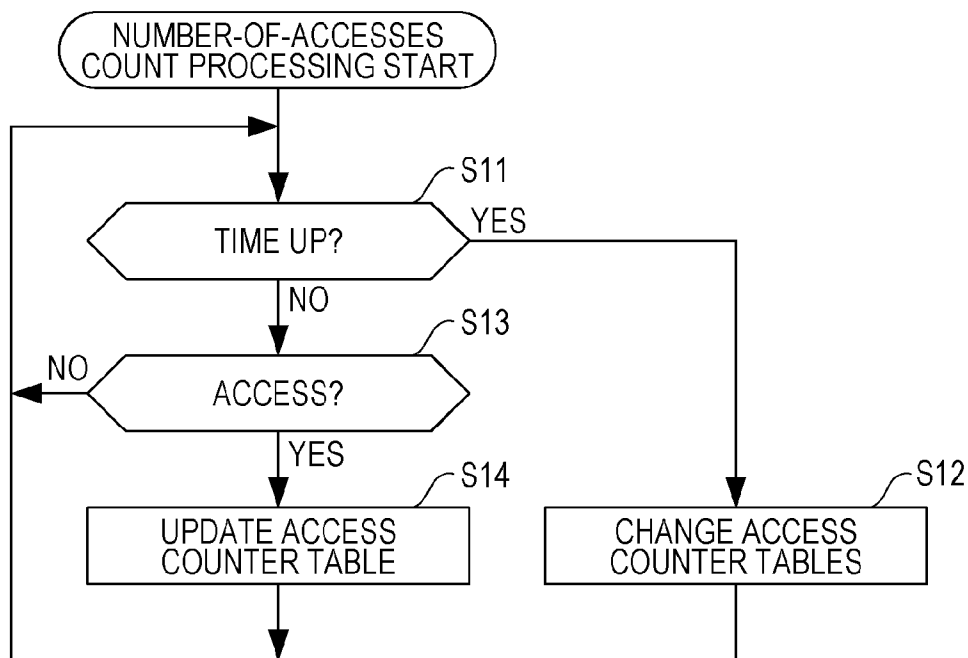 NUMBER-OF-ACCESSES
COUNT PROCESSING START
S11
TIME UP?
YES
NO
S13
NO
ACCESS?
YES
S14
S12
UPDATE ACCESS
COUNTER TABLE
CHANGE ACCESS
COUNTER TABLES